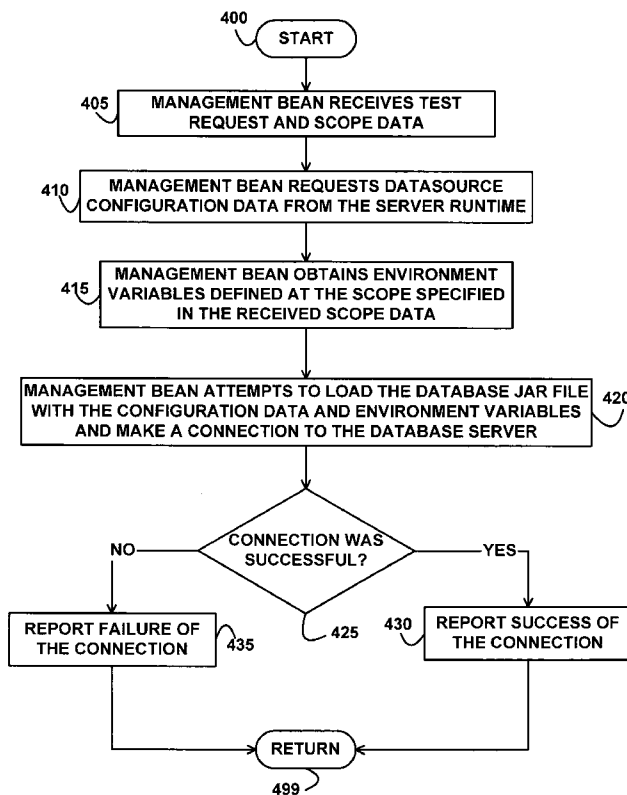 400
START
405
MANAGEMENT BEAN RECEIVES TEST
REQUEST AND SCOPE DATA
410
MANAGEMENT BEAN REQUESTS DATASOURCE
CONFIGURATION DATA FROM THE SERVER RUNTIME
415
MANAGEMENT BEAN OBTAINS ENVIRONMENT
VARIABLES DEFINED AT THE SCOPE SPECIFIED
IN THE RECEIVED SCOPE DATA
MANAGEMENT BEAN ATTEMPTS TO LOAD THE DATABASE JAR FILE
WITH THE CONFIGURATION DATA AND ENVIRONMENT VARIABLES
AND MAKE A CONNECTION TO THE DATABASE SERVER
420
CONNECTION WAS
SUCCESSFUL?
NO
YES
425
REPORT FAILURE OF
THE CONNECTION
435
430
REPORT SUCCESS OF
THE CONNECTION
RETURN
499